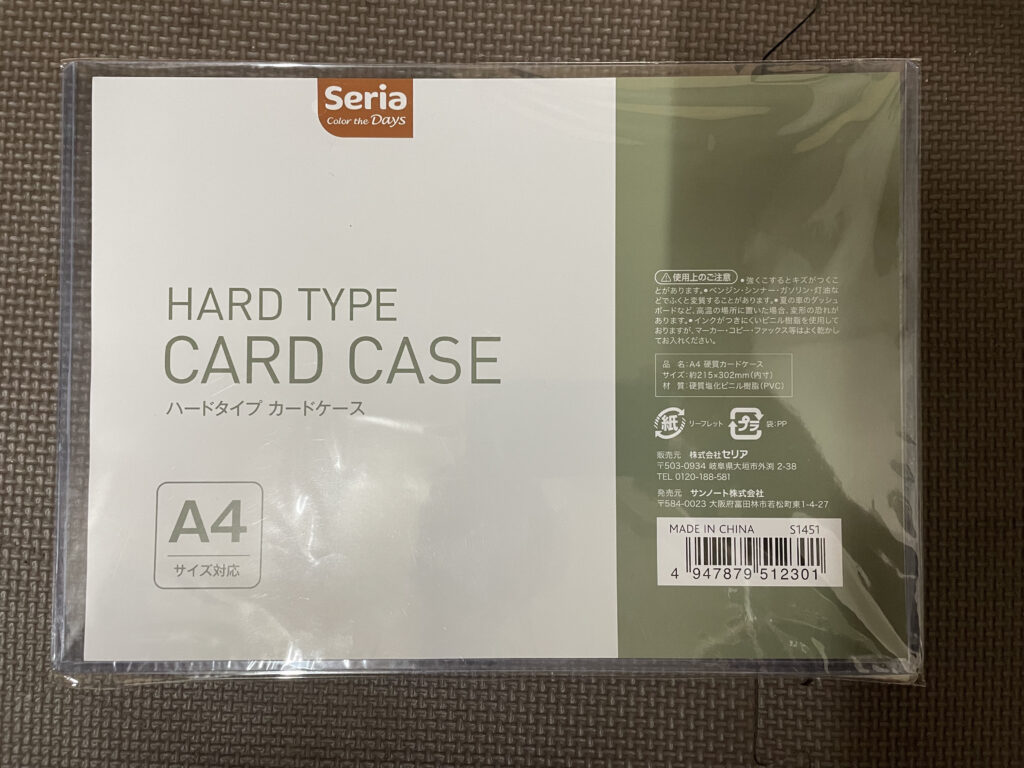 Seria
Color the Days
HARD TYPE
CARD CASE
ハードタイプ カードケース
A4
サイズ対応
⚠使用上のご注意 ●強くこするとキズがつくこ
とがあります。●ベンジン・シンナー・ガソリン・灯油な
どでふくと変質することがあります。●夏の車のダッシュ
ボードなど、高温の場所に置いた場合、変形の恐れが
あります。●インクがつきにくいビニル樹脂を使用して
おりますが、マーカー・コピー・ファックス等はよく乾かし
てお入れください。
品 名:A4 硬質カードケース
サイズ:約215×302mm(内寸)
材 質:硬質塩化ビニル樹脂(PVC)
紙 リーフレット プラ 袋:PP
販売元 株式会社セリア
〒503-0934 岐阜県大垣市外渕 2-38
TEL 0120-188-581
発売元 サンノート株式会社
〒584-0023 大阪府富田林市若松町東1-4-27
MADE IN CHINA S1451
4 947879 512301